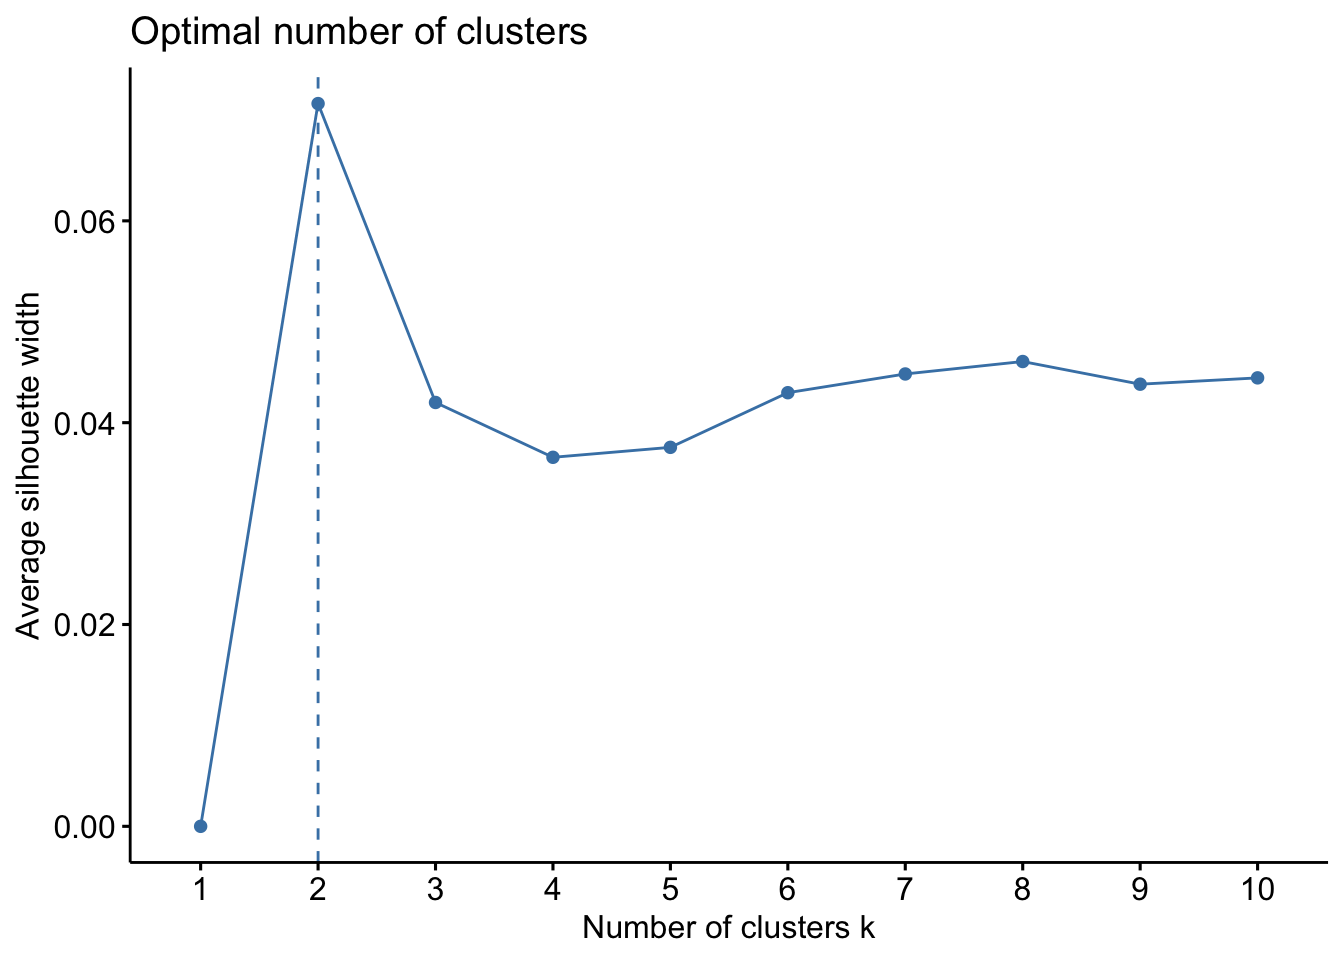 Optimal number of clusters
Average silhouette width
0.06
0.04
0.02
0.00
1 2 3 4 5 6 7 8 9 10
Number of clusters k